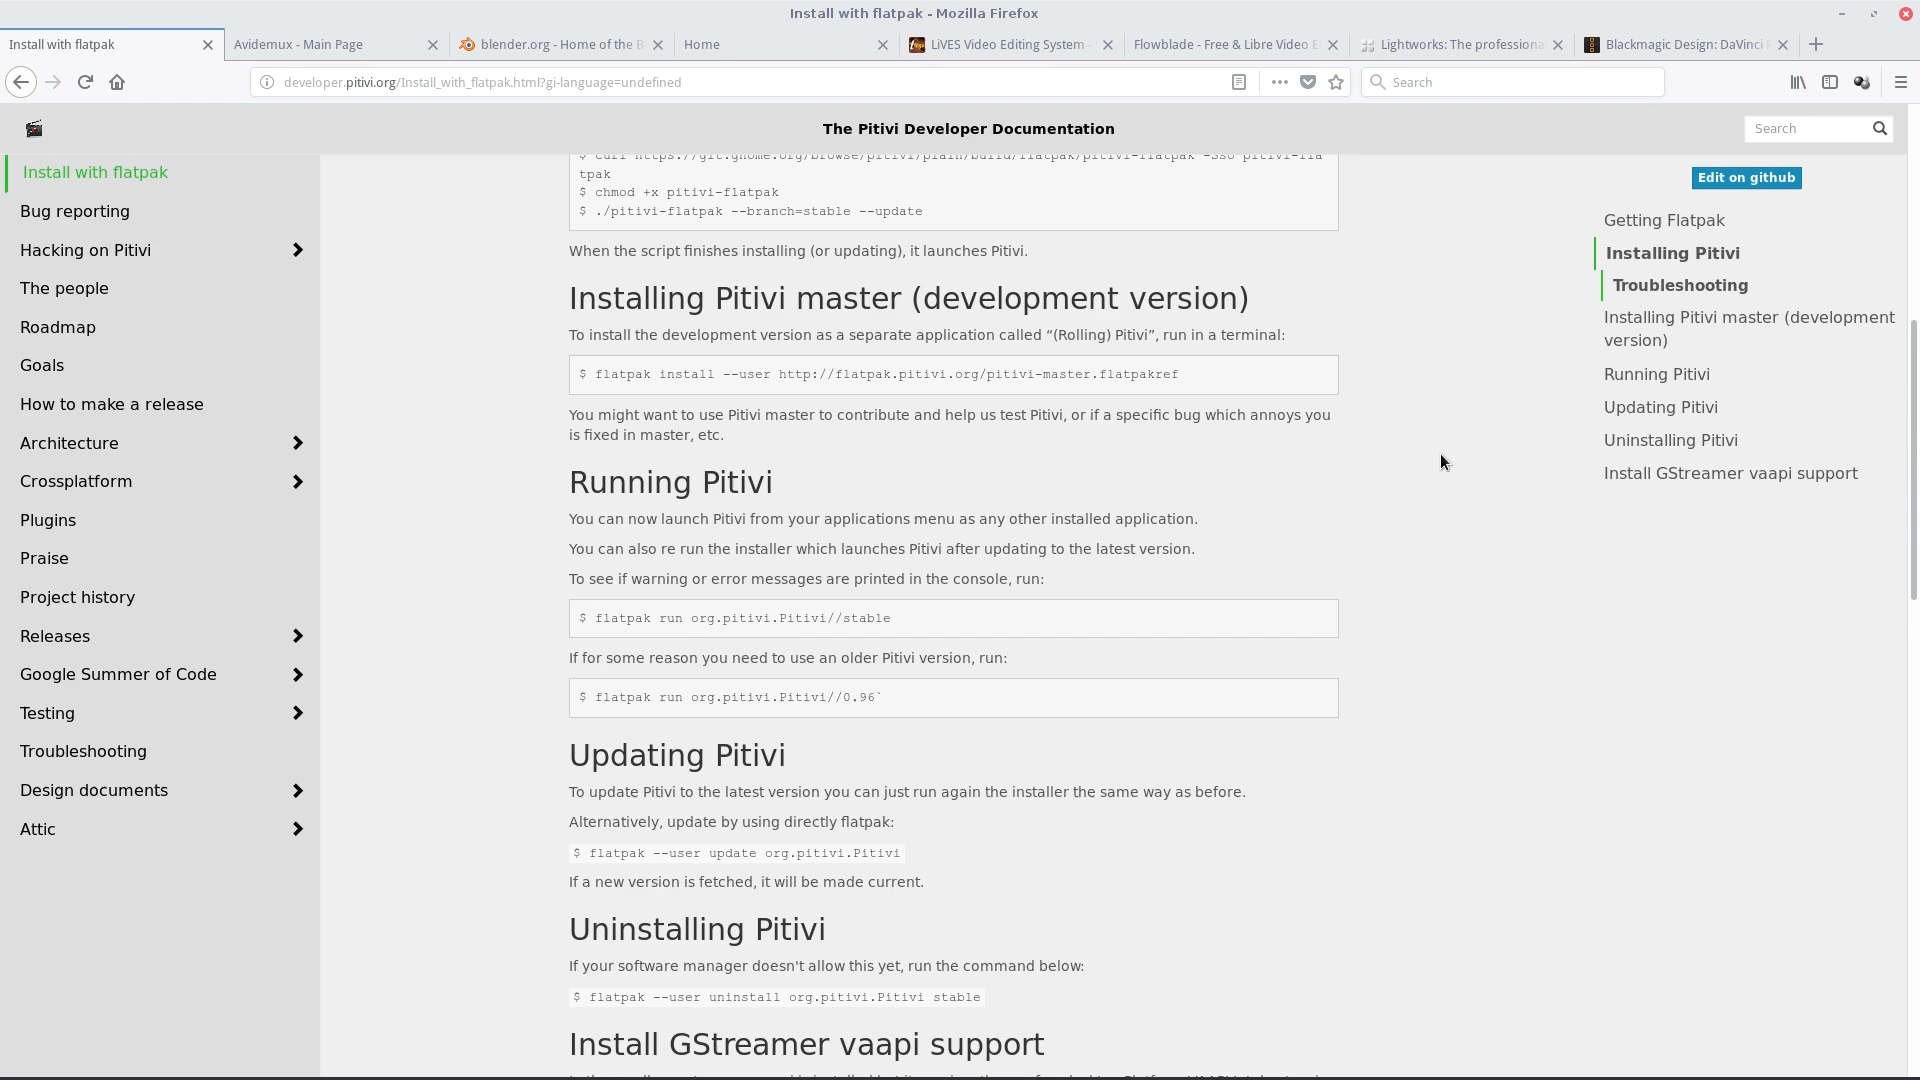 Install with flatpak - Mozilla Firefox
Install with flatpak
Avidemux - Main Page
blender.org - Home of the B
Home
LiVES Video Editing System -
Flowblade - Free & Libre Video E
Lightworks: The professiona
Blackmagic Design: DaVinci R
developer.pitivi.org/Install_with_flatpak.html?gi-language=undefined
Search
The Pitivi Developer Documentation
Search
Install with flatpak
Bug reporting
Hacking on Pitivi
The people
Roadmap
Goals
How to make a release
Architecture
Crossplatform
Plugins
Praise
Project history
Releases
Google Summer of Code
Testing
Troubleshooting
Design documents
Attic
$ curl https://git.gnome.org/browse/pitivi/plain/build/flatpak/pitivi-flatpak -Sso pitivi-fla
tpak
$ chmod +x pitivi-flatpak
$ ./pitivi-flatpak --branch=stable --update
When the script finishes installing (or updating), it launches Pitivi.
Installing Pitivi master (development version)
To install the development version as a separate application called “(Rolling) Pitivi”, run in a terminal:
$ flatpak install --user http://flatpak.pitivi.org/pitivi-master.flatpakref
You might want to use Pitivi master to contribute and help us test Pitivi, or if a specific bug which annoys you
is fixed in master, etc.
Running Pitivi
You can now launch Pitivi from your applications menu as any other installed application.
You can also re run the installer which launches Pitivi after updating to the latest version.
To see if warning or error messages are printed in the console, run:
$ flatpak run org.pitivi.Pitivi//stable
If for some reason you need to use an older Pitivi version, run:
$ flatpak run org.pitivi.Pitivi//0.96`
Updating Pitivi
To update Pitivi to the latest version you can just run again the installer the same way as before.
Alternatively, update by using directly flatpak:
$ flatpak --user update org.pitivi.Pitivi
If a new version is fetched, it will be made current.
Uninstalling Pitivi
If your software manager doesn't allow this yet, run the command below:
$ flatpak --user uninstall org.pitivi.Pitivi stable
Install GStreamer vaapi support
Edit on github
Getting Flatpak
Installing Pitivi
Troubleshooting
Installing Pitivi master (development
version)
Running Pitivi
Updating Pitivi
Uninstalling Pitivi
Install GStreamer vaapi support